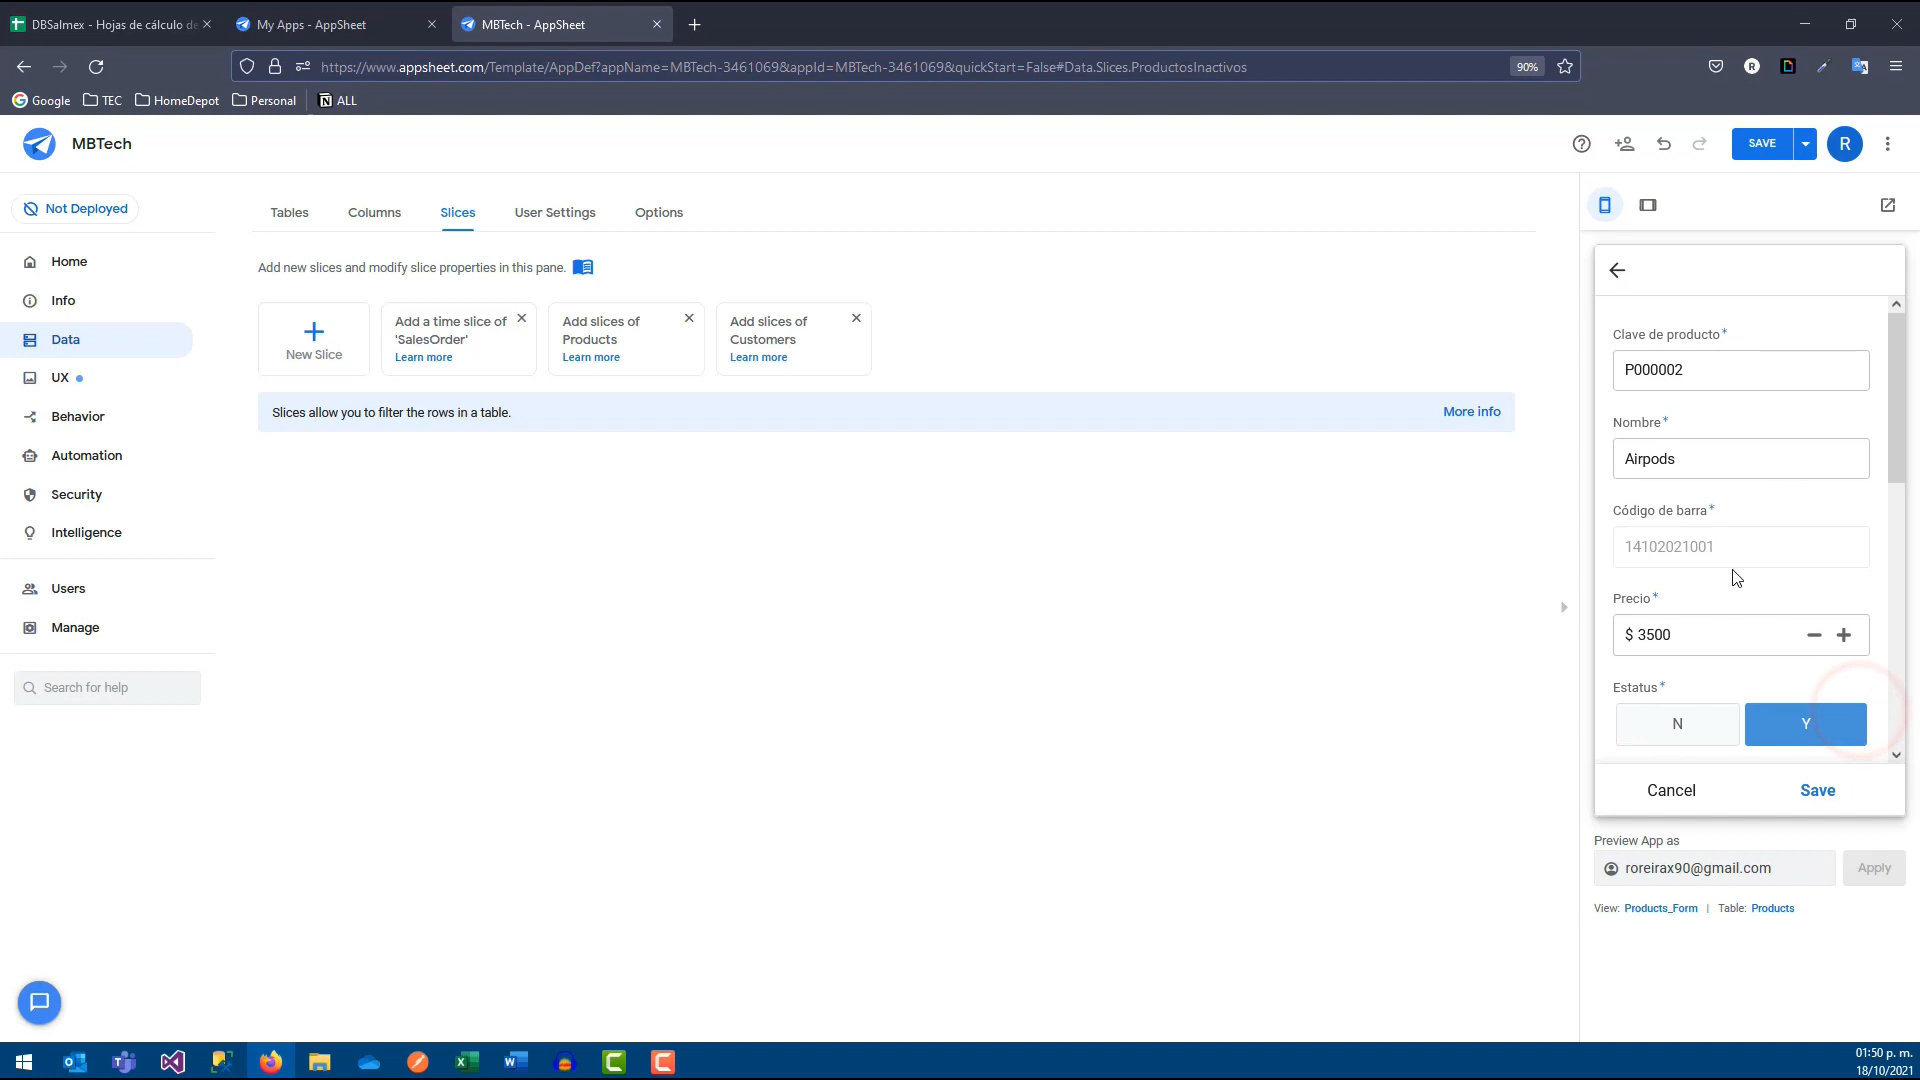 DBSalmex - Hojas de cálculo de
My Apps - AppSheet
MBTech - AppSheet
https://www.appsheet.com/Template/AppDef?appName=MBTech-3461069&appId=MBTech-3461069&quickStart=False#Data.Slices.ProductosInactivos
90%
Google
TEC
HomeDepot
Personal
ALL
MBTech
SAVE
R
Not Deployed
Home
Info
Data
UX
Behavior
Automation
Security
Intelligence
Users
Manage
Search for help
Tables
Columns
Slices
User Settings
Options
Add new slices and modify slice properties in this pane.
New Slice
Add a time slice of
'SalesOrder'
Learn more
Add slices of
Products
Learn more
Add slices of
Customers
Learn more
Slices allow you to filter the rows in a table.
More info
Clave de producto*
P000002
Nombre*
Airpods
Código de barra*
14102021001
Precio*
$ 3500
Estatus*
N
Y
Cancel
Save
Preview App as
roreirax90@gmail.com
Apply
View: Products_Form | Table: Products
01:50 p. m.
18/10/2021